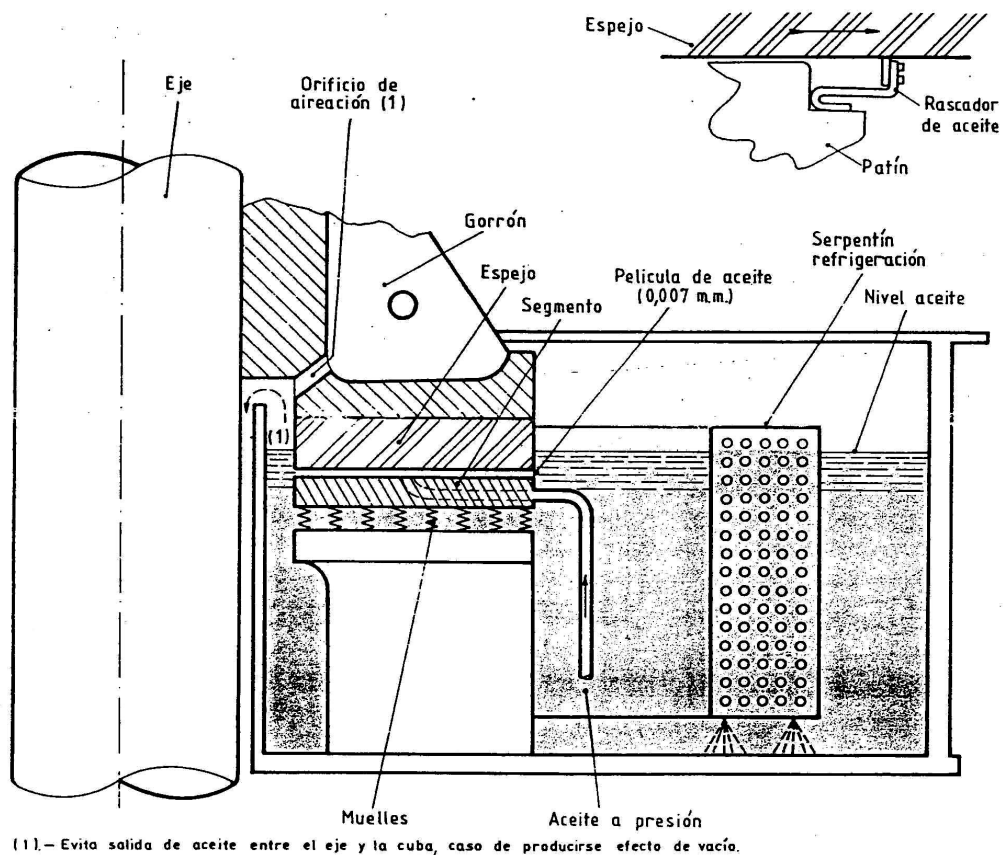 Espejo
Eje
Orificio de
aireación (1)
Rascador
de aceite
Patín
Gorrón
Espejo
Segmento
Película de aceite
(0,007 m.m.)
Serpentín
refrigeración
Nivel aceite
(1)
Muelles
Aceite a presión
(1).- Evita salida de aceite entre el eje y la cuba, caso de producirse efecto de vacío.